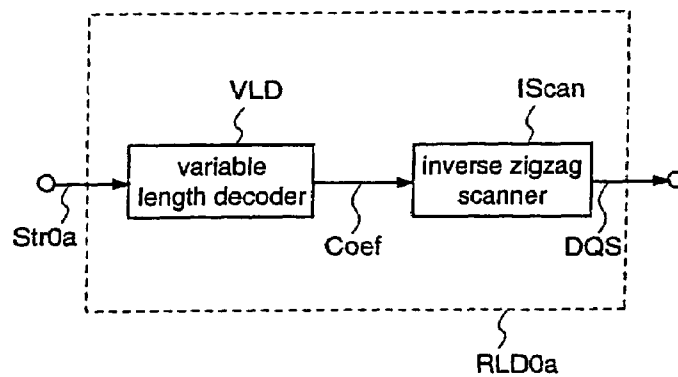 VLD
IScan
variable
length decoder
inverse zigzag
scanner
Str0a
Coef
DQS
RLD0a